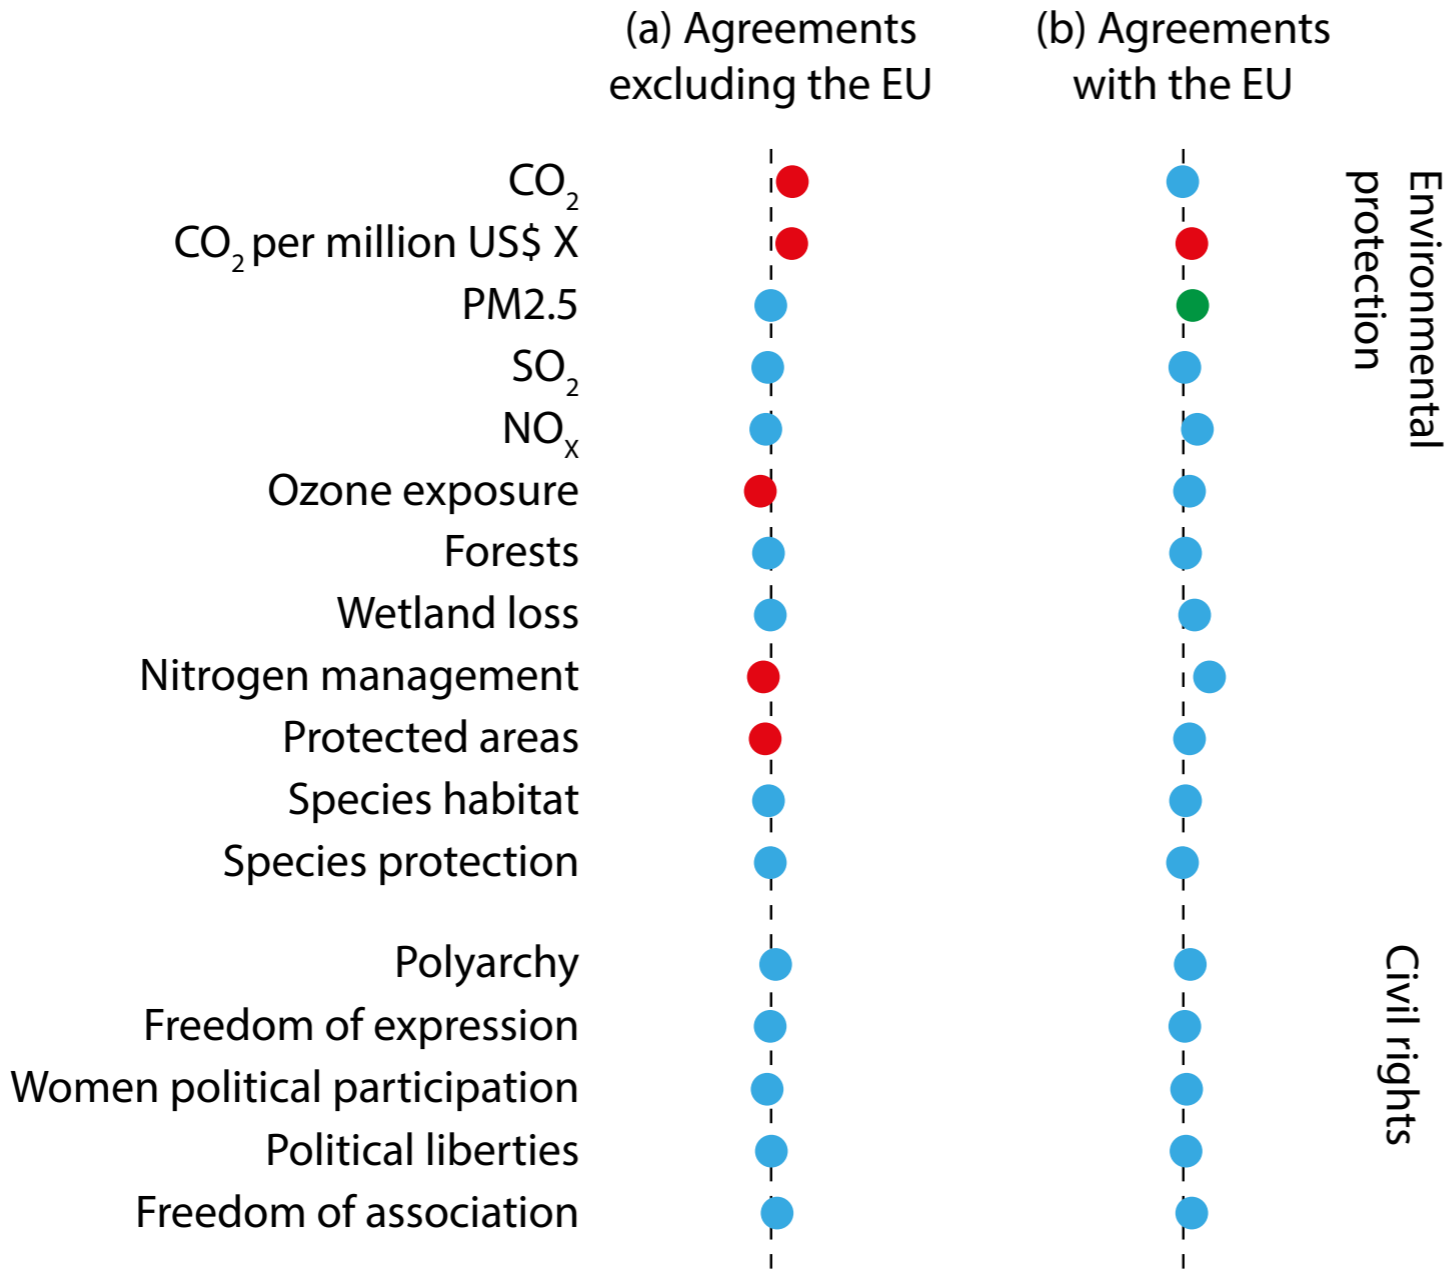 (a) Agreements
excluding the EU
(b) Agreements
with the EU
CO₂
CO₂ per million US$ X
PM2.5
SO₂
NOX
Ozone exposure
Forests
Wetland loss
Nitrogen management
Protected areas
Species habitat
Species protection
Environmental
protection
Polyarchy
Freedom of expression
Women political participation
Political liberties
Freedom of association
Civil rights